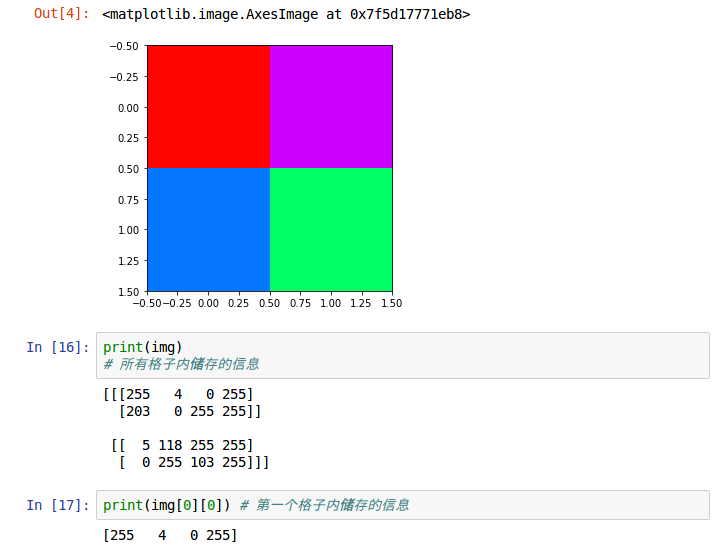 Out[4]: <matplotlib.image.AxesImage at 0x7f5d17771eb8>
−0.50
−0.25
0.00
0.25
0.50
0.75
1.00
1.25
1.50
−0.50 −0.25 0.00 0.25 0.50 0.75 1.00 1.25 1.50
In [16]: print(img)
# 所有格子内储存的信息
[[[255   4   0 255]
  [203   0 255 255]]
 [[  5 118 255 255]
  [  0 255 103 255]]]
In [17]: print(img[0][0]) # 第一个格子内储存的信息
[255   4   0 255]